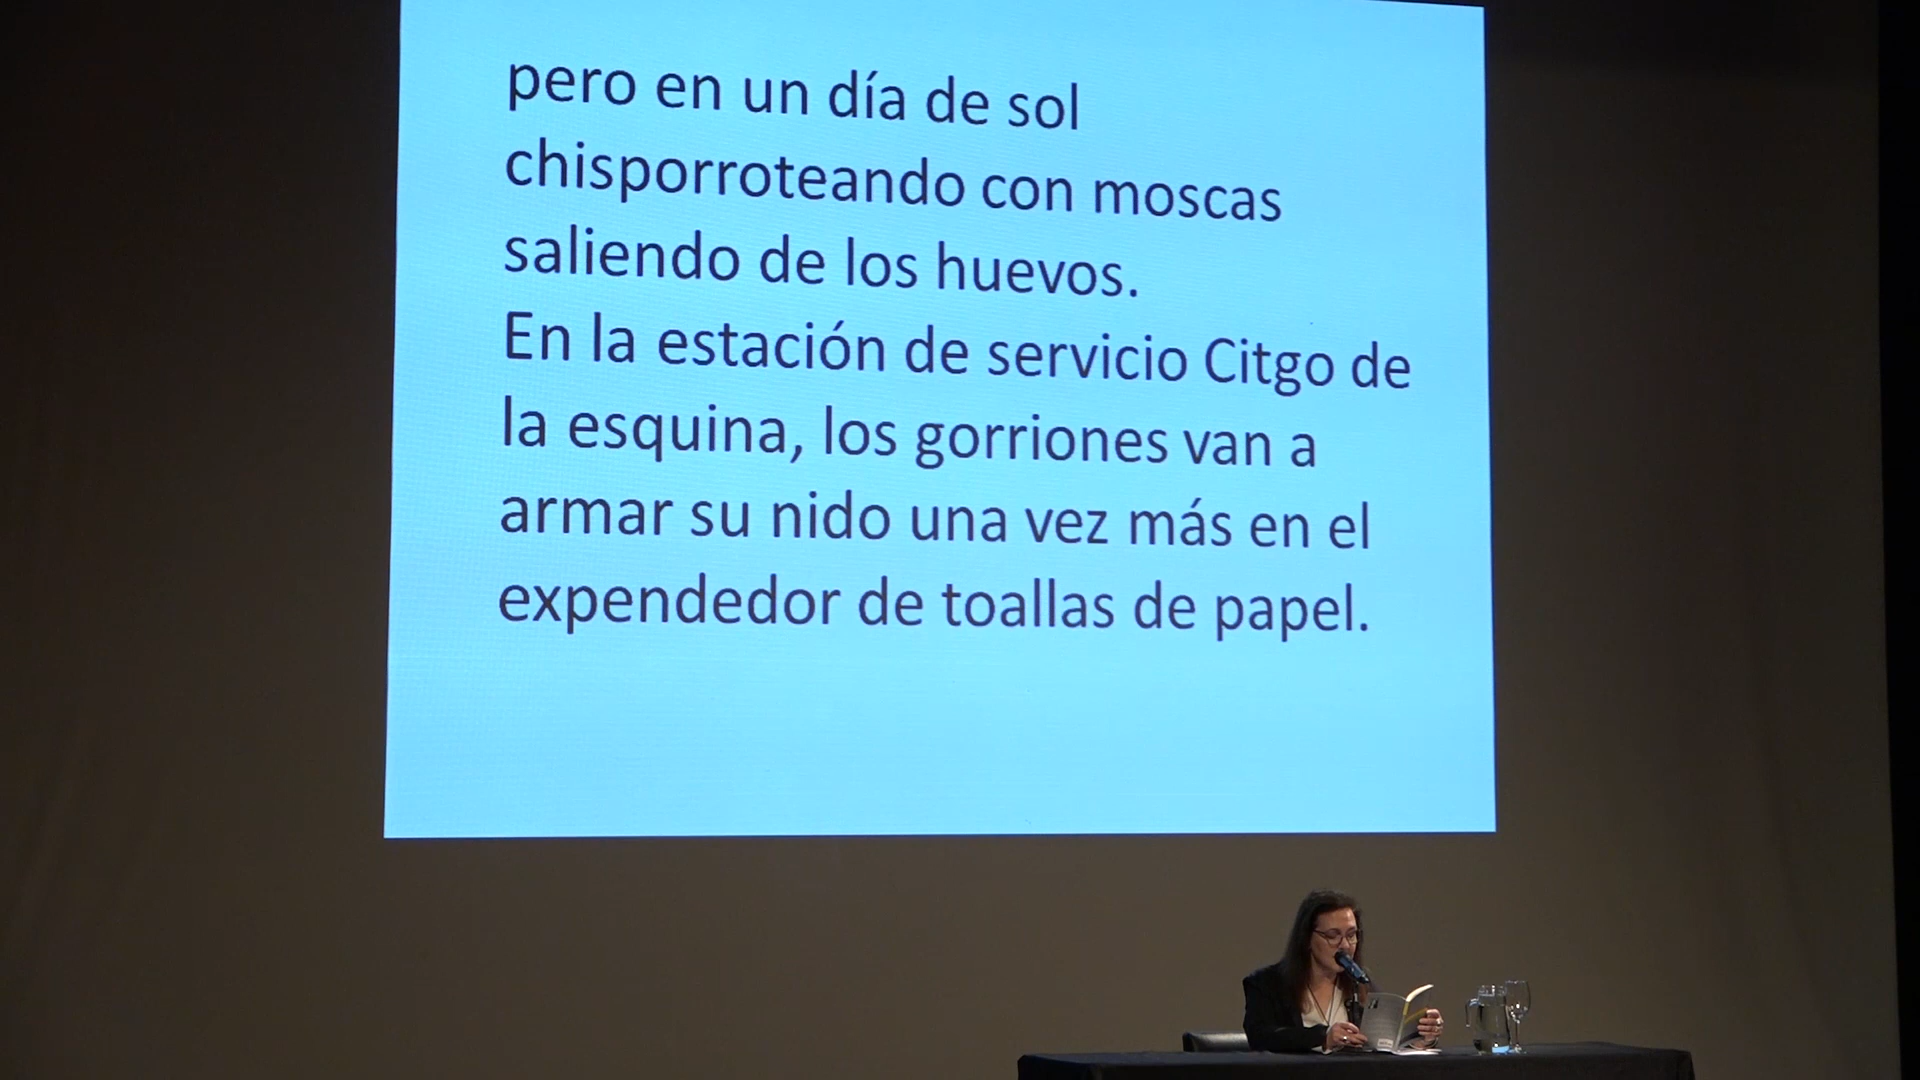 pero en un día de sol
chisporroteando con moscas
saliendo de los huevos.
En la estación de servicio Citgo de
la esquina, los gorriones van a
armar su nido una vez más en el
expendedor de toallas de papel.